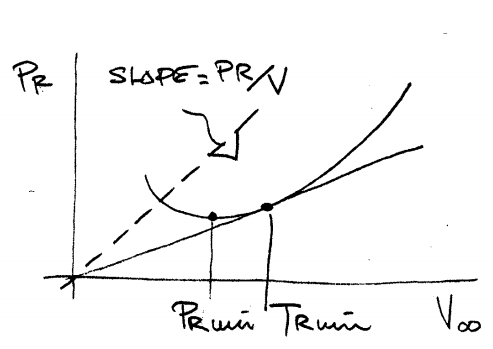 PR
SLOPE = PR/V
PRmin TRmin V∞